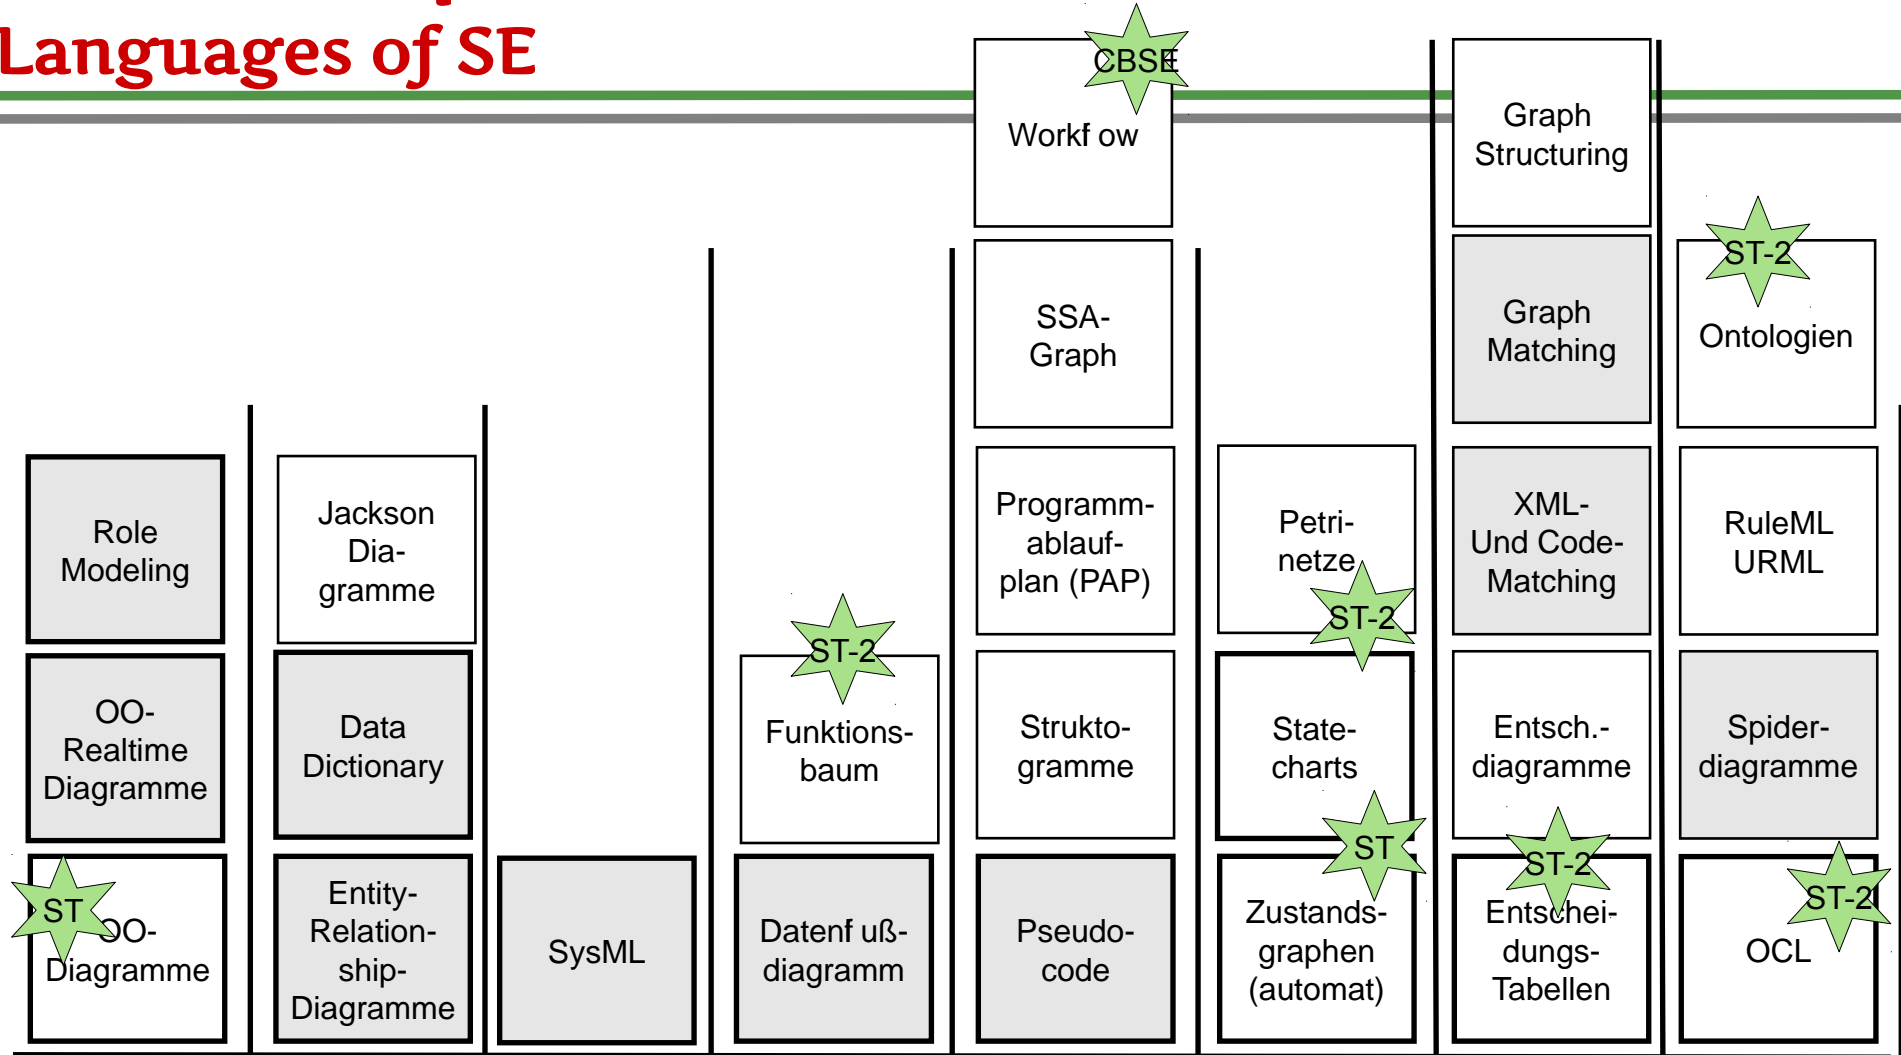 Languages of SE
CBSE
Workf ow
Graph
Structuring
SSA-
Graph
Graph
Matching
ST-2
Ontologien
Role
Modeling
Jackson
Dia-
gramme
Programm-
ablauf-
plan (PAP)
Petri-
netze
ST-2
XML-
Und Code-
Matching
RuleML
URML
OO-
Realtime
Diagramme
Data
Dictionary
ST-2
Funktions-
baum
Strukto-
gramme
State-
charts
Entsch.-
diagramme
Spider-
diagramme
ST
OO-
Diagramme
Entity-
Relation-
ship-
Diagramme
SysML
Datenf uß-
diagramm
Pseudo-
code
ST
Zustands-
graphen
(automat)
ST-2
Entschei-
dungs-
Tabellen
ST-2
OCL